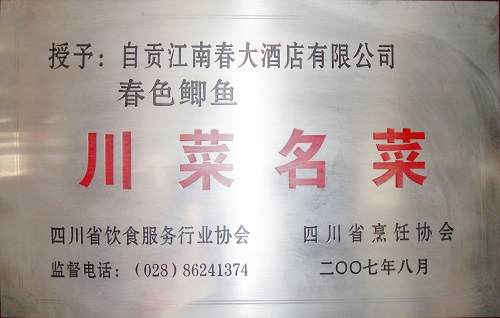 授予：自贡江南春大酒店有限公司
春色鲫鱼
川菜名菜
四川省饮食服务行业协会 四川省烹饪协会
监督电话：（028）86241374 二〇〇七年八月